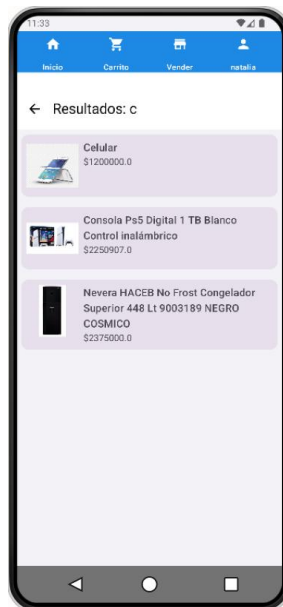 11:33
Inicio Carrito Vender natalia
Resultados: c
Celular
$1200000.0
Consola Ps5 Digital 1 TB Blanco
Control inalámbrico
$2250907.0
Nevera HACEB No Frost Congelador
Superior 448 Lt 9003189 NEGRO
COSMICO
$2375000.0